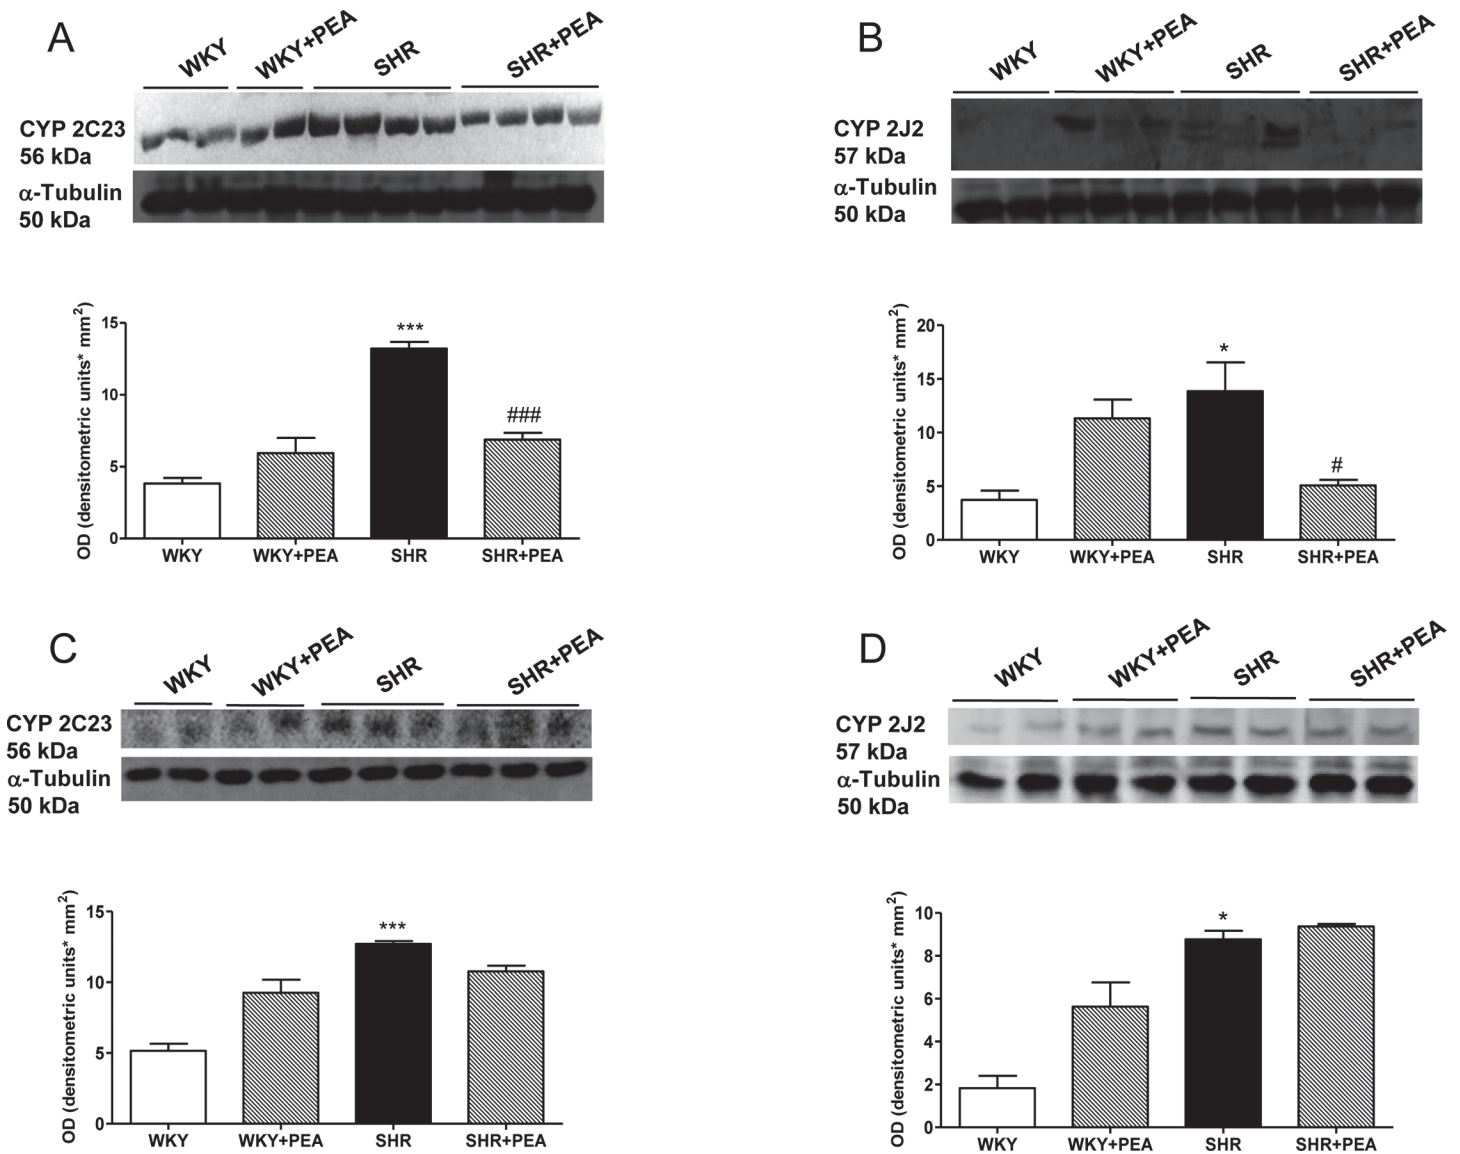 A
WKY
WKY+PEA
SHR
SHR+PEA
CYP 2C23
56 kDa
α-Tubulin
50 kDa
OD (densitometric units* mm²)
15
10
5
0
***
###
WKY
WKY+PEA
SHR
SHR+PEA
B
WKY
WKY+PEA
SHR
SHR+PEA
CYP 2J2
57 kDa
α-Tubulin
50 kDa
OD (densitometric units* mm²)
20
15
10
5
0
*
#
WKY
WKY+PEA
SHR
SHR+PEA
C
WKY
WKY+PEA
SHR
SHR+PEA
CYP 2C23
56 kDa
α-Tubulin
50 kDa
OD (densitometric units* mm²)
15
10
5
0
***
WKY
WKY+PEA
SHR
SHR+PEA
D
WKY
WKY+PEA
SHR
SHR+PEA
CYP 2J2
57 kDa
α-Tubulin
50 kDa
OD (densitometric units* mm²)
10
8
6
4
2
0
*
WKY
WKY+PEA
SHR
SHR+PEA